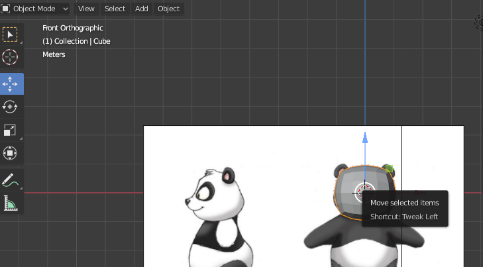 Object Mode View Select Add Object
Front Orthographic
(1) Collection | Cube
Meters
Move selected items
Shortcut: Tweak Left